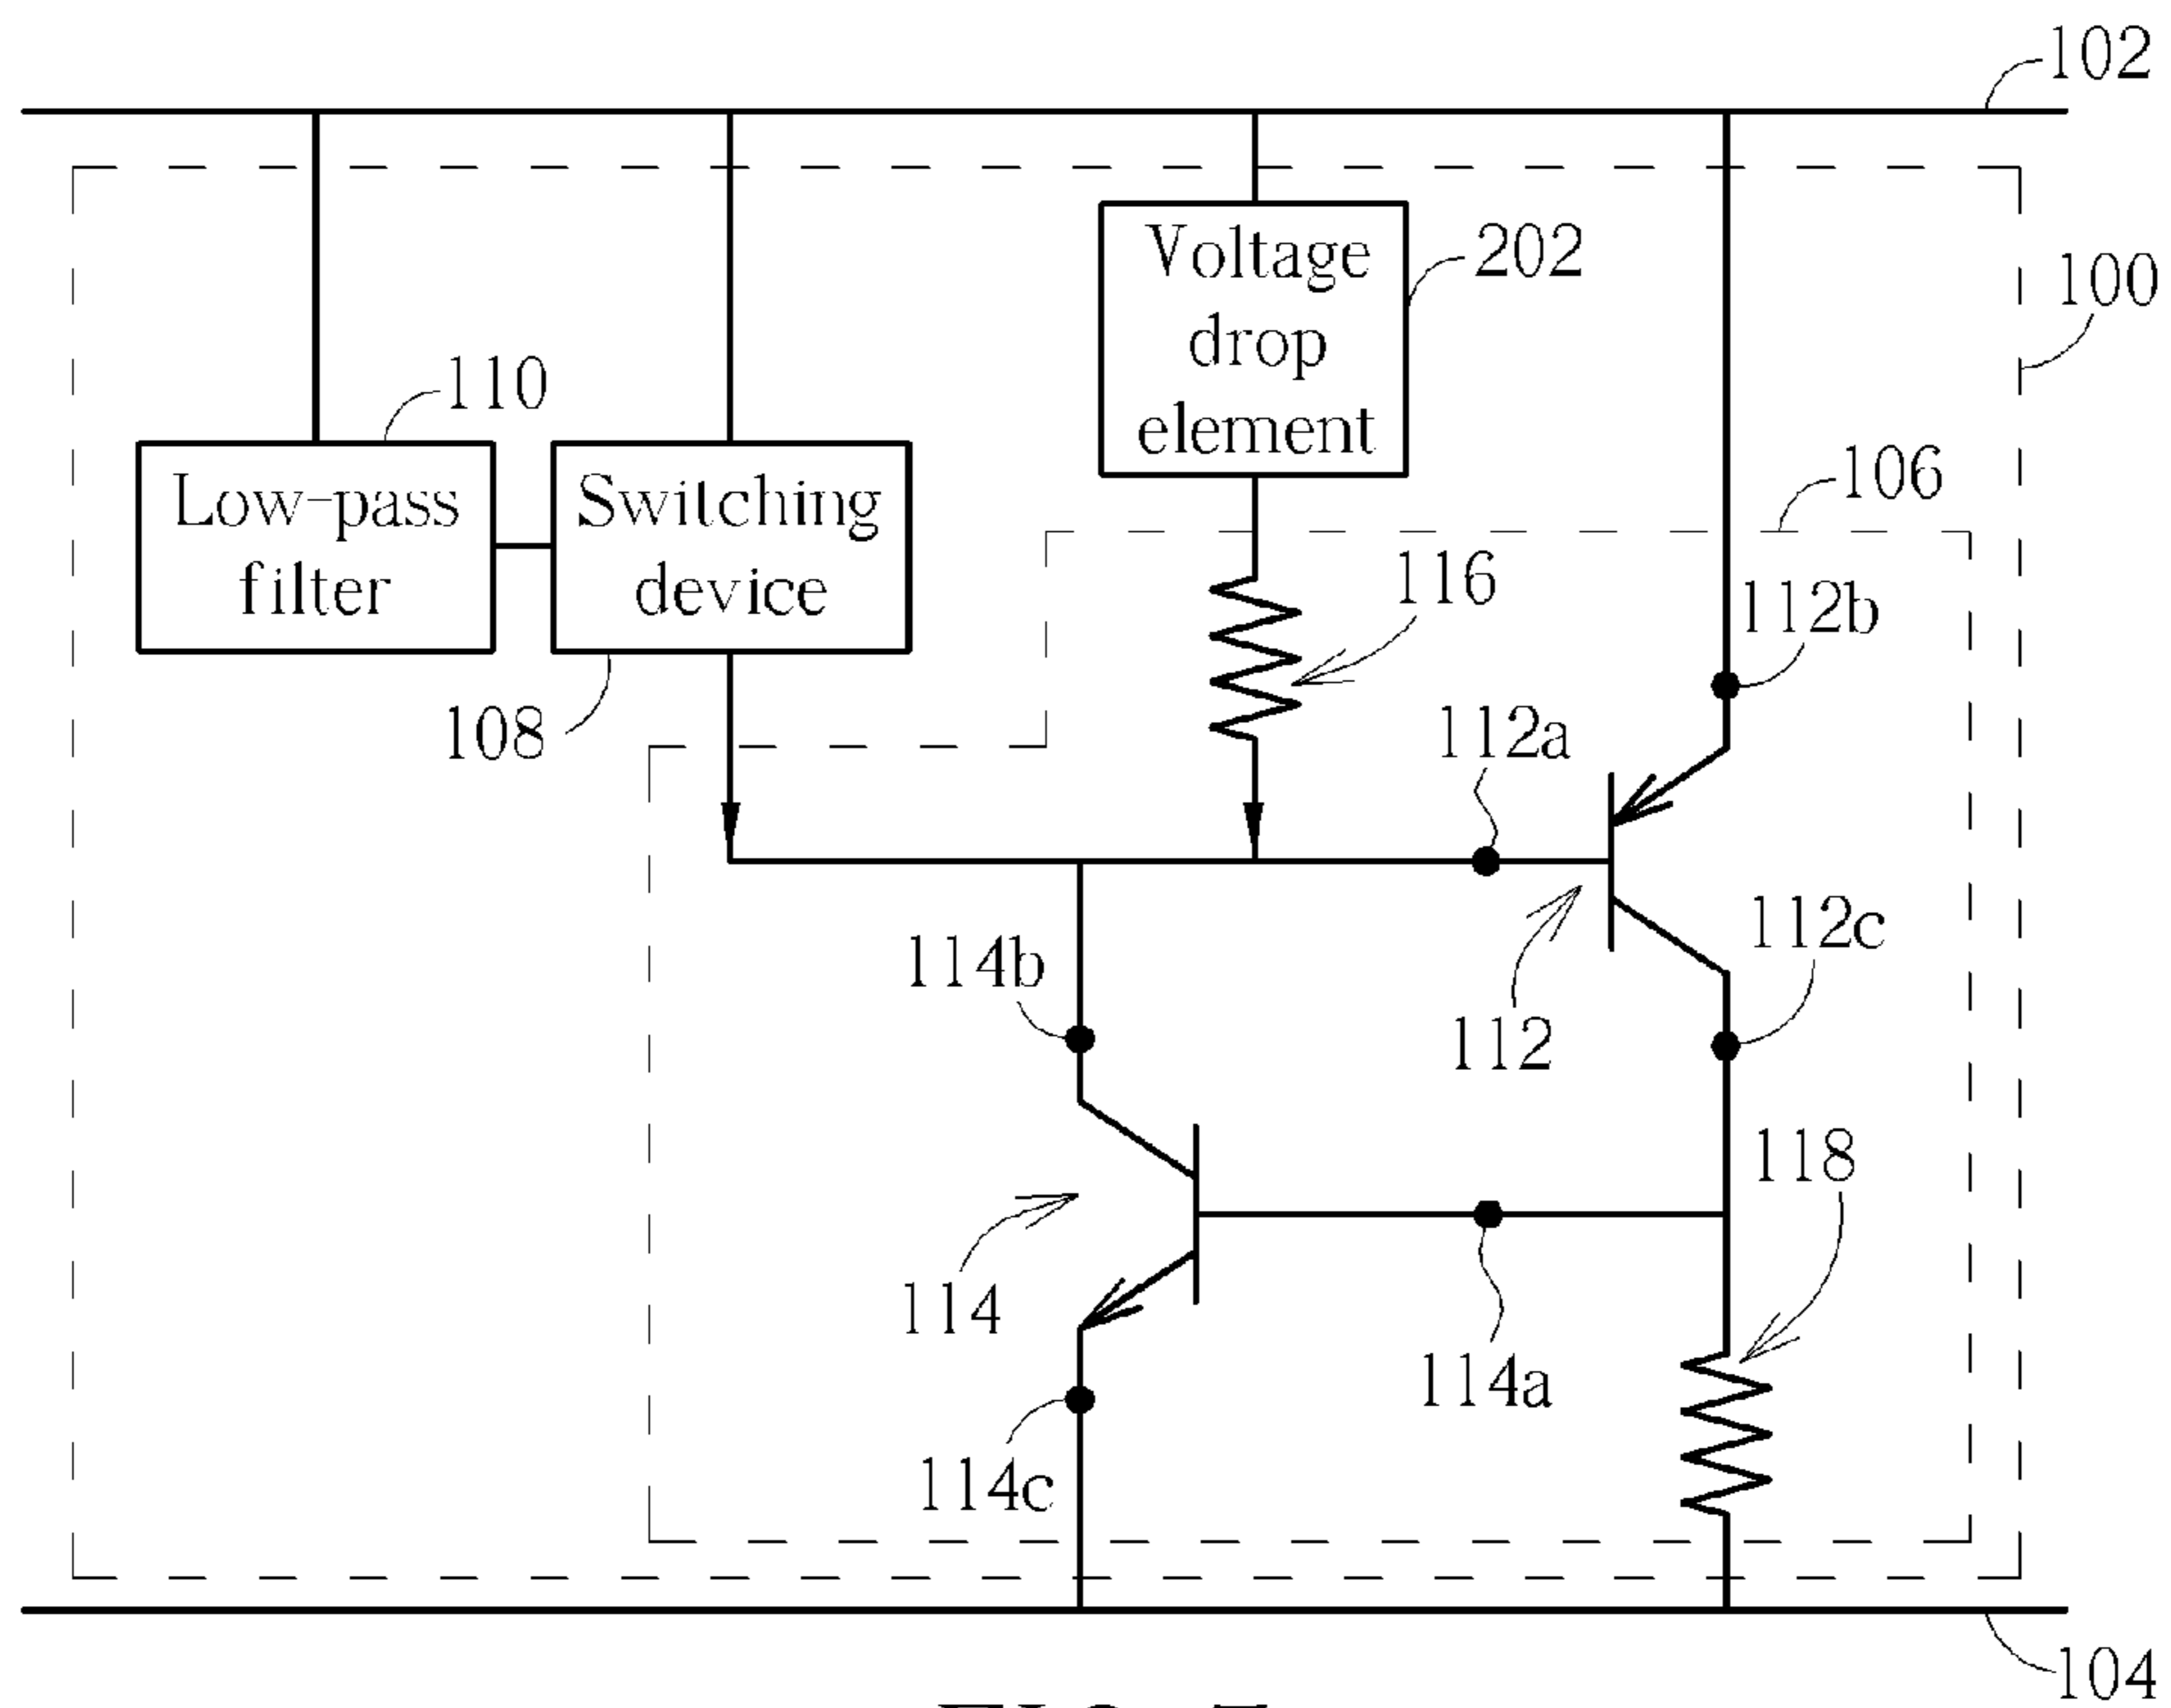 102
Voltage
drop
element
202
100
110
Low-pass
filter
Switching
device
106
116
112b
108
112a
112c
114b
112
118
114
114a
114c
104